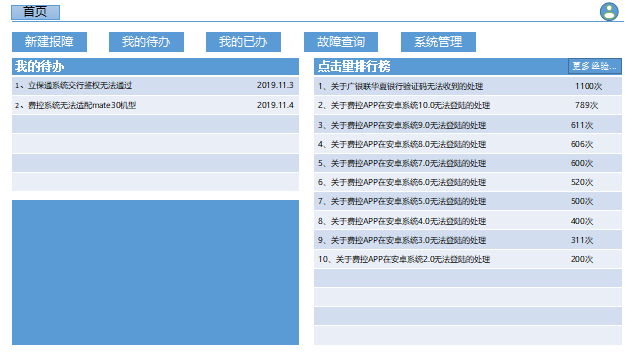 首页
新建报障 我的待办 我的已办 故障查询 系统管理
我的待办
1、立保通系统交行鉴权无法通过 2019.11.3
2、费控系统无法适配mate30机型 2019.11.4
点击量排行榜 更多经验...
1、关于广银联华夏银行验证码无法收到的处理 1100次
2、关于费控APP在安卓系统10.0无法登陆的处理 789次
3、关于费控APP在安卓系统9.0无法登陆的处理 611次
4、关于费控APP在安卓系统8.0无法登陆的处理 606次
5、关于费控APP在安卓系统7.0无法登陆的处理 600次
6、关于费控APP在安卓系统6.0无法登陆的处理 520次
7、关于费控APP在安卓系统5.0无法登陆的处理 500次
8、关于费控APP在安卓系统4.0无法登陆的处理 400次
9、关于费控APP在安卓系统3.0无法登陆的处理 311次
10、关于费控APP在安卓系统2.0无法登陆的处理 200次